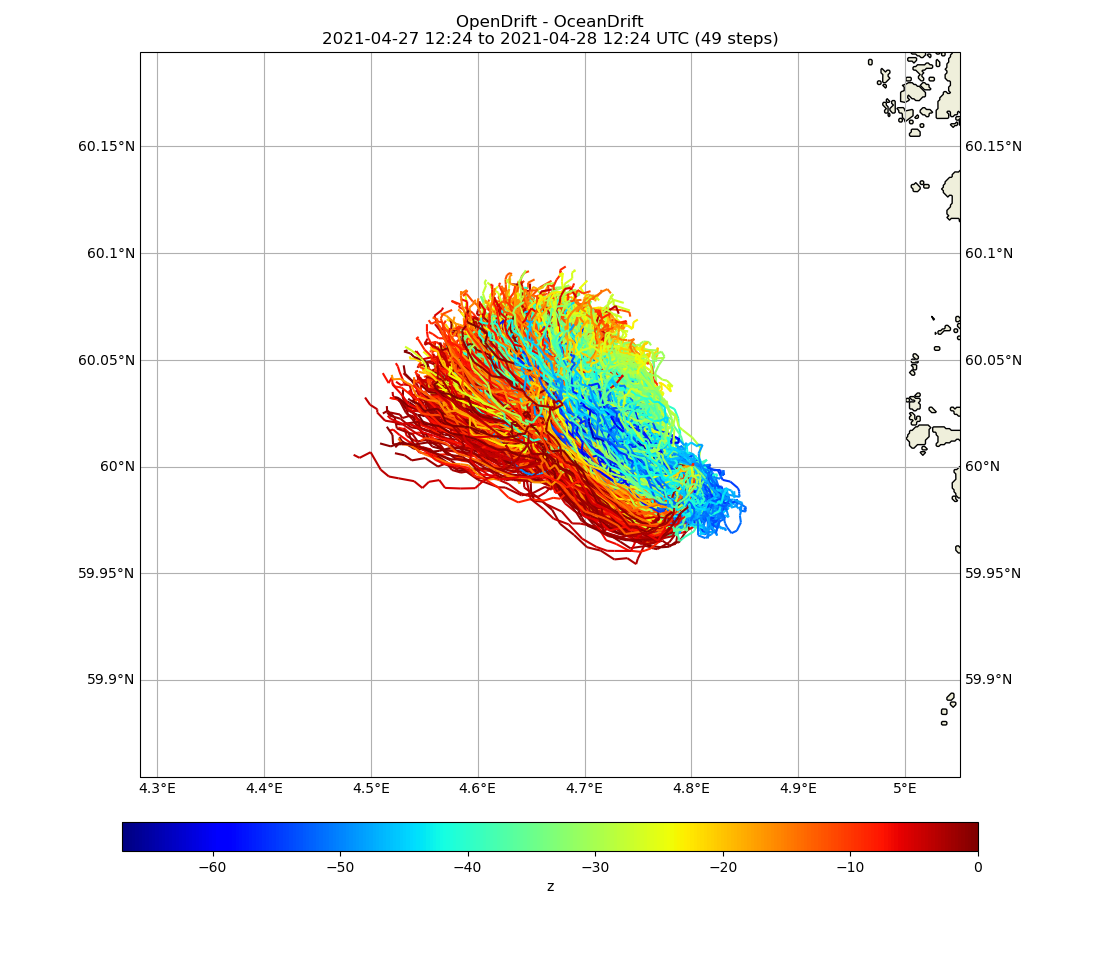 OpenDrift - OceanDrift
2021-04-27 12:24 to 2021-04-28 12:24 UTC (49 steps)
60.15°N 60.15°N
60.1°N 60.1°N
60.05°N 60.05°N
60°N 60°N
59.95°N 59.95°N
59.9°N 59.9°N
4.3°E 4.4°E 4.5°E 4.6°E 4.7°E 4.8°E 4.9°E 5°E
−60 −50 −40 −30 −20 −10 0
z